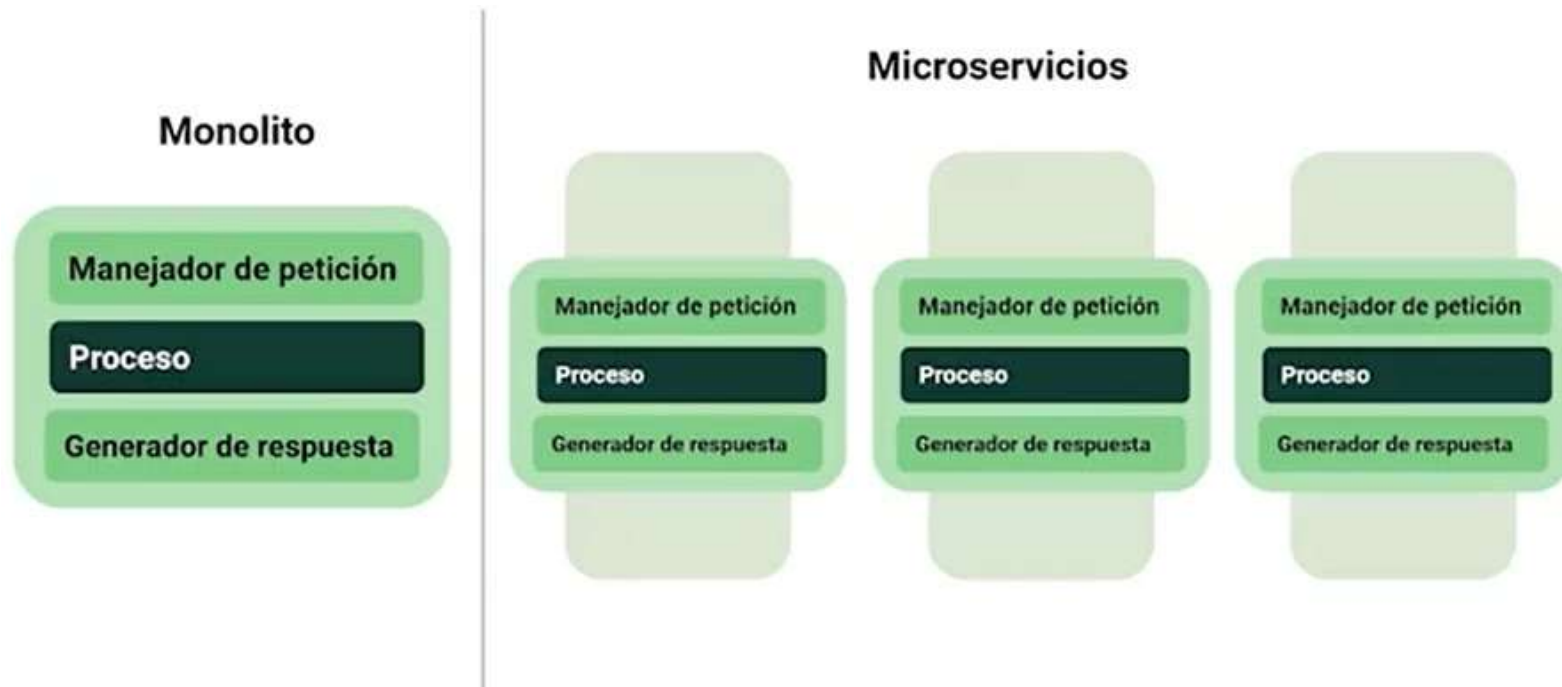 Monolito
Manejador de petición
Proceso
Generador de respuesta
Microservicios
Manejador de petición
Proceso
Generador de respuesta
Manejador de petición
Proceso
Generador de respuesta
Manejador de petición
Proceso
Generador de respuesta